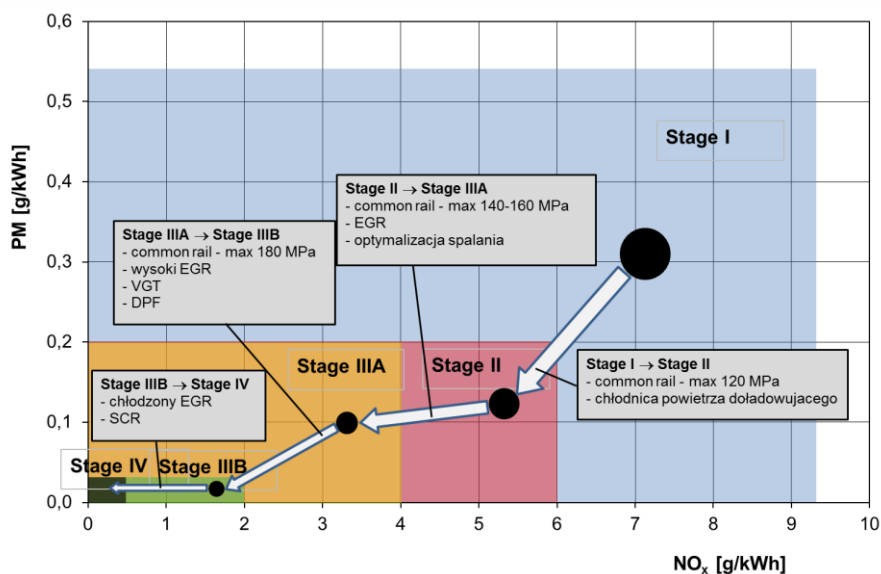 0,6
0,5
0,4
0,3
0,2
0,1
0,0
PM [g/kWh]
Stage I
Stage II → Stage IIIA
- common rail - max 140-160 MPa
- EGR
- optymalizacja spalania
Stage IIIA → Stage IIIB
- common rail - max 180 MPa
- wysoki EGR
- VGT
- DPF
Stage IIIA
Stage II
Stage I → Stage II
- common rail - max 120 MPa
- chłodnica powietrza doładowujacego
Stage IIIB → Stage IV
- chłodzony EGR
- SCR
Stage IV
Stage IIIB
0 1 2 3 4 5 6 7 8 9 10
NOx [g/kWh]